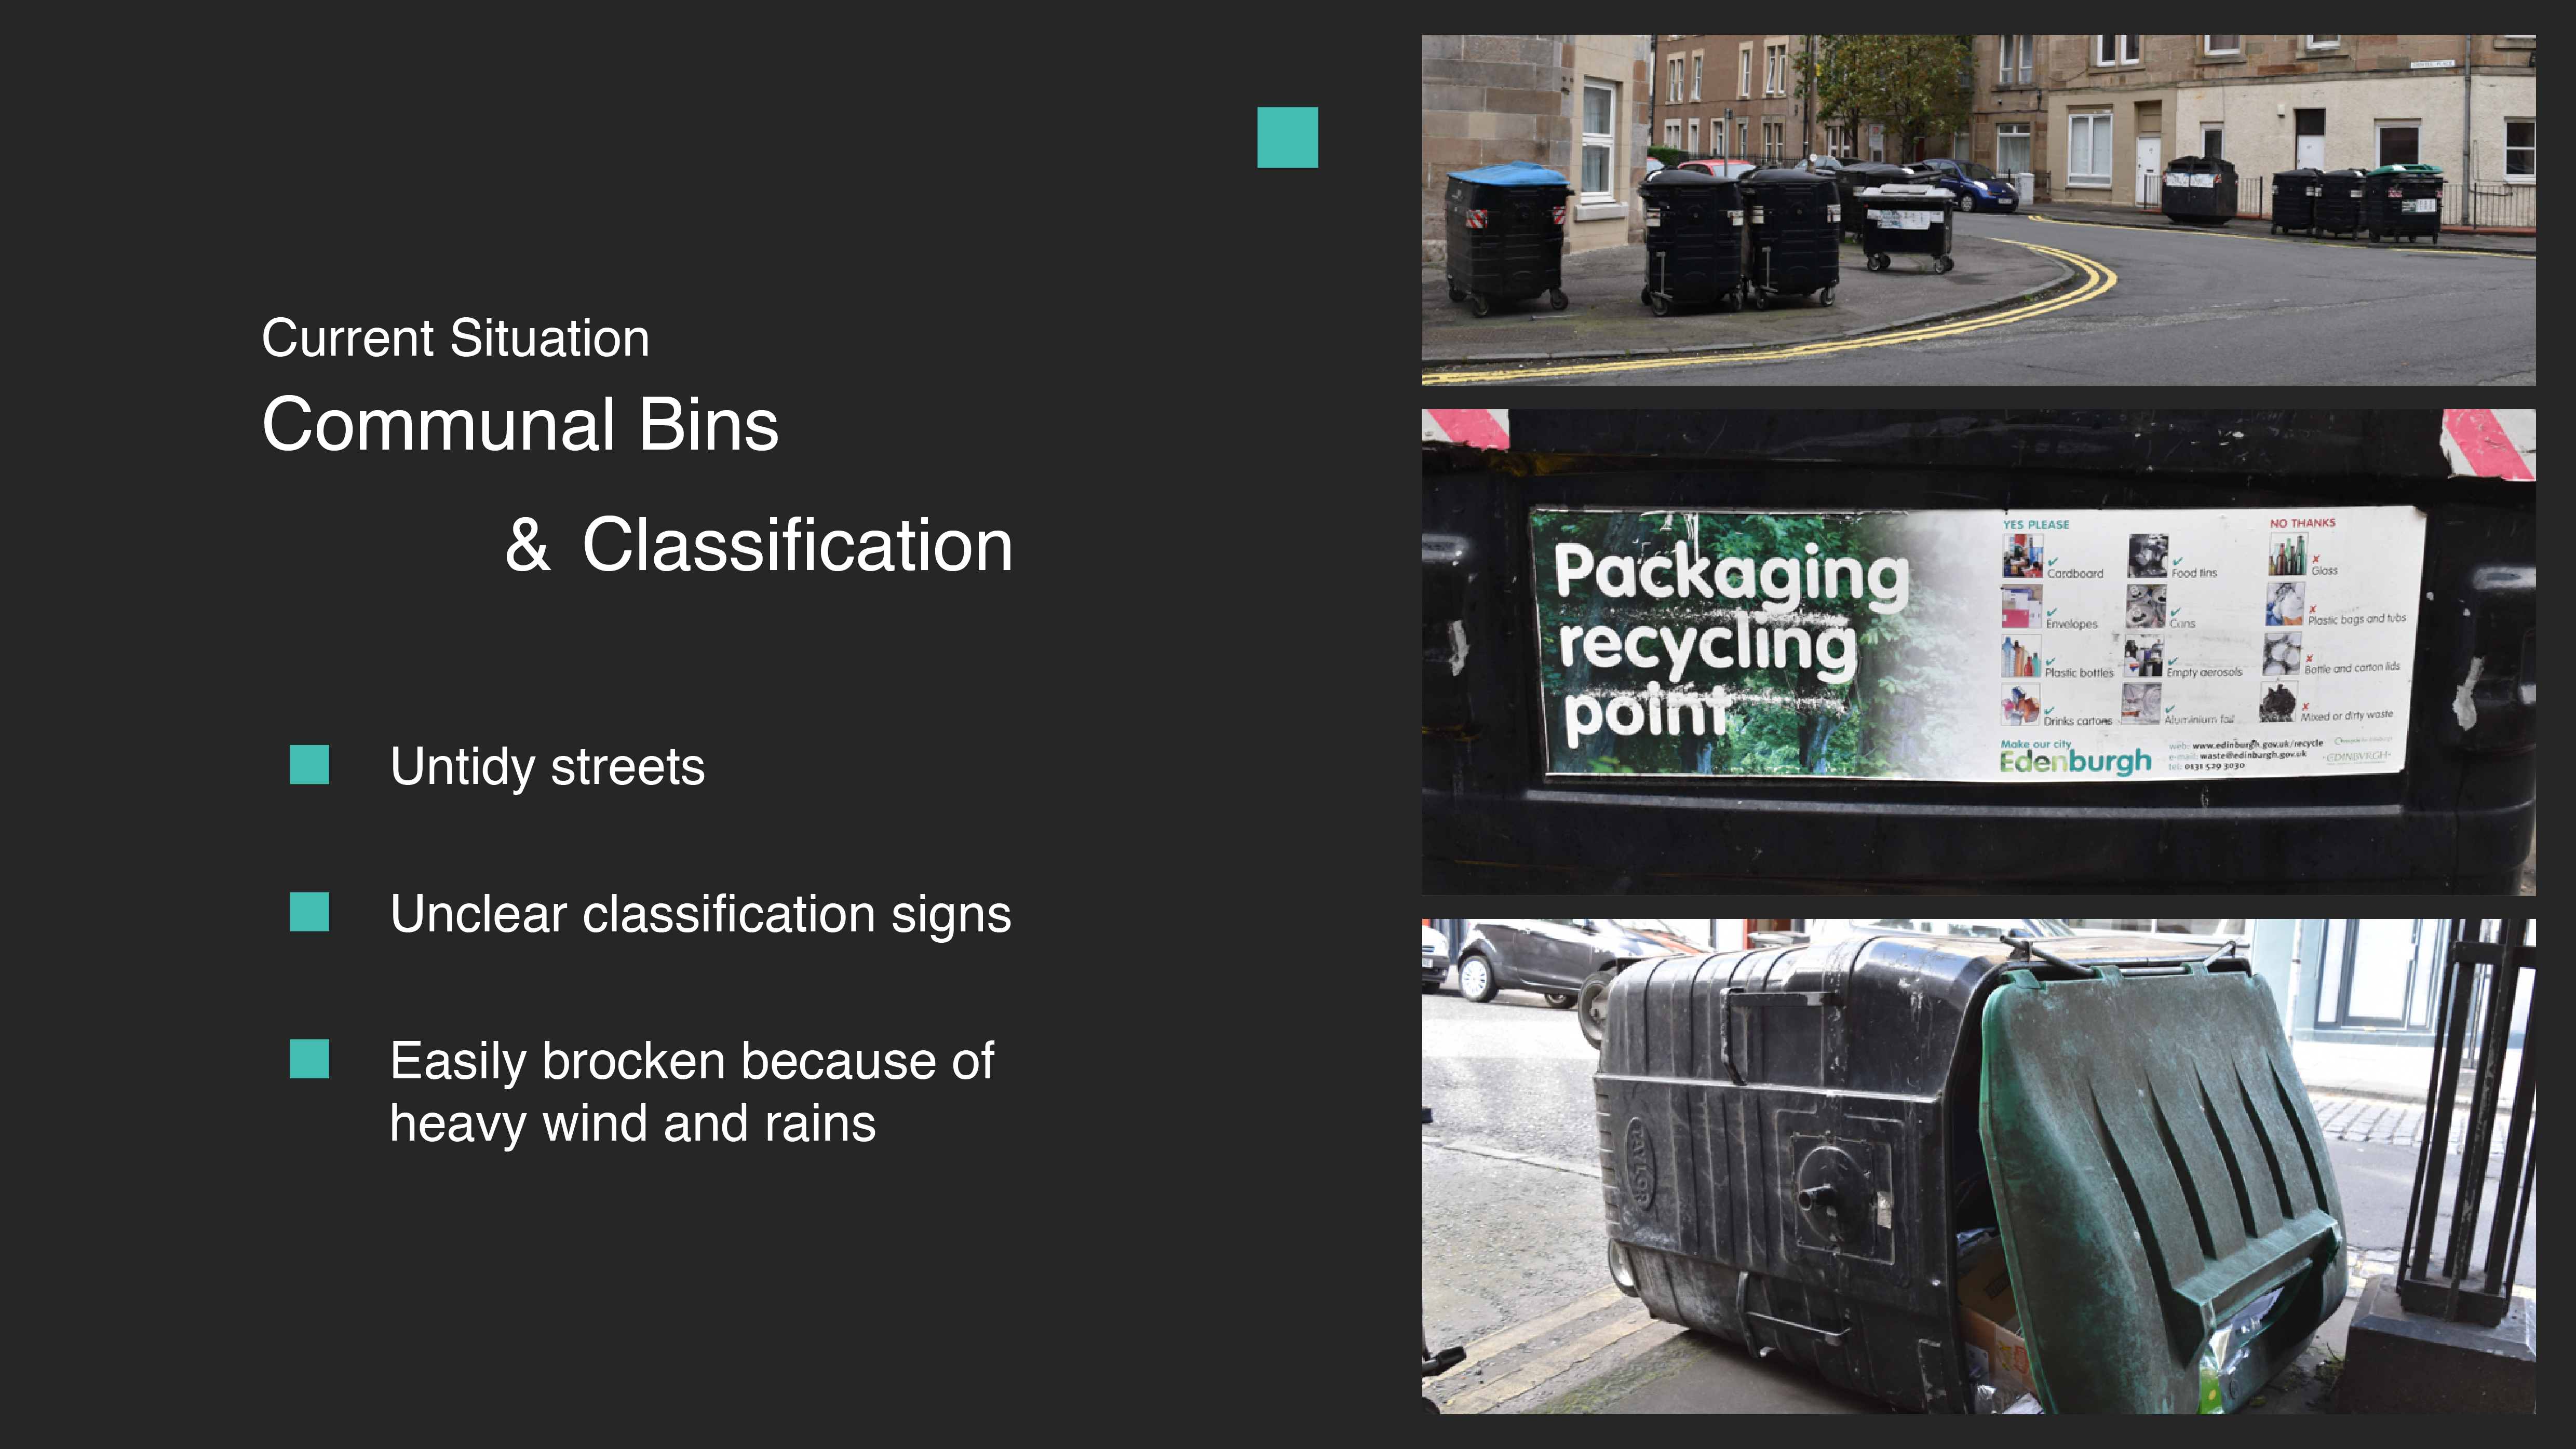 Current Situation
Communal Bins
& Classification
Untidy streets
Unclear classification signs
Easily brocken because of
heavy wind and rains
Packaging
recycling
point
YES PLEASE
Cardboard
Envelopes
Plastic bottles
Drinks cartons
Food tins
Cans
Empty aerosols
Aluminium foil
NO THANKS
Glass
Plastic bags and tubs
Bottle and carton lids
Mixed or dirty waste
Make our city
Edenburgh
web: www.edinburgh.gov.uk/recycle
e-mail: waste@edinburgh.gov.uk
tel: 0131 529 3030
·EDINBVRGH·